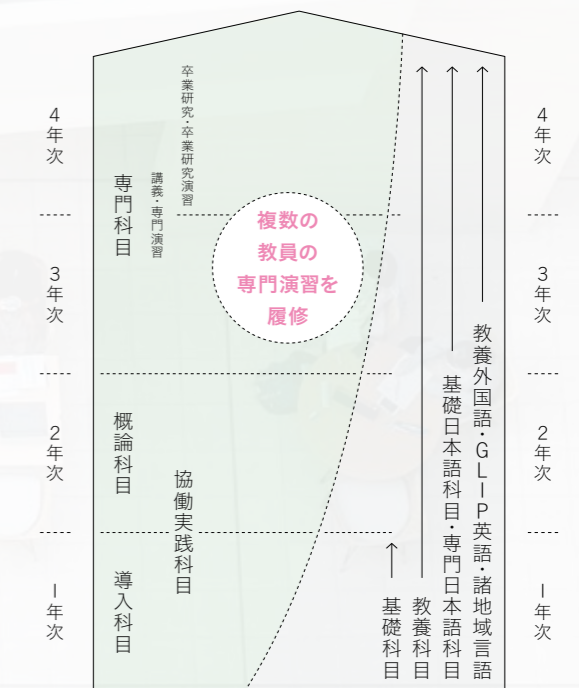 4年次
3年次
2年次
1年次
専門科目
講義・専門演習
卒業研究・卒業研究演習
複数の
教員の
専門演習を
履修
概論科目
協働実践科目
導入科目
基礎科目
教養科目
基礎日本語科目・専門日本語科目
教養外国語・GLIP英語・諸地域言語
4年次
3年次
2年次
1年次